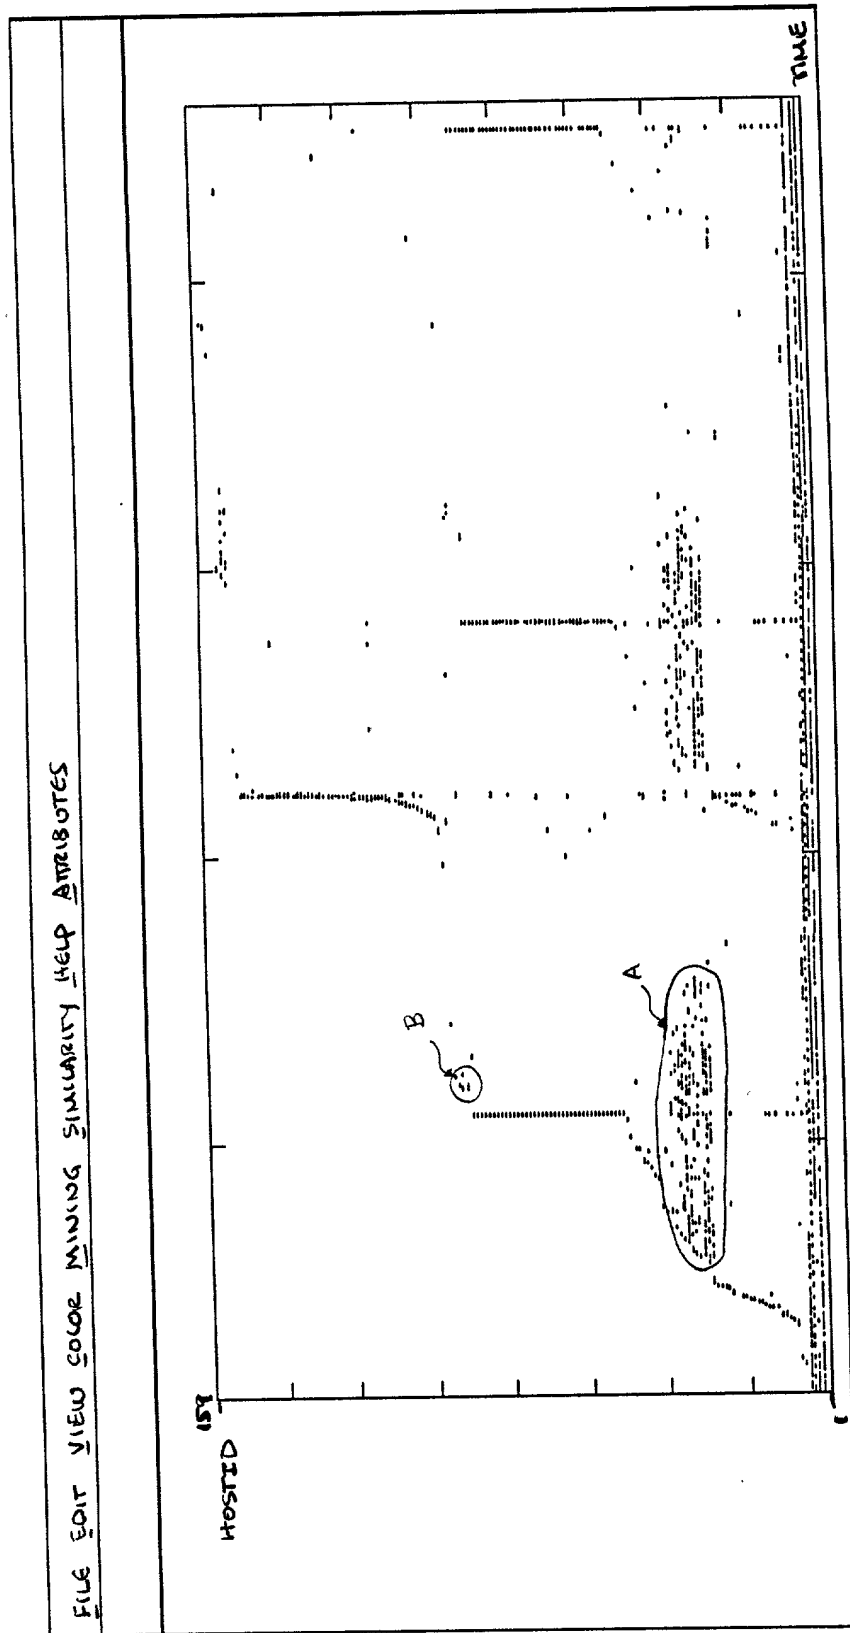 FILE EDIT VIEW COLOR MINING SIMILARITY HELP ATTRIBUTES
HOSTID
159
B
A
1
TIME